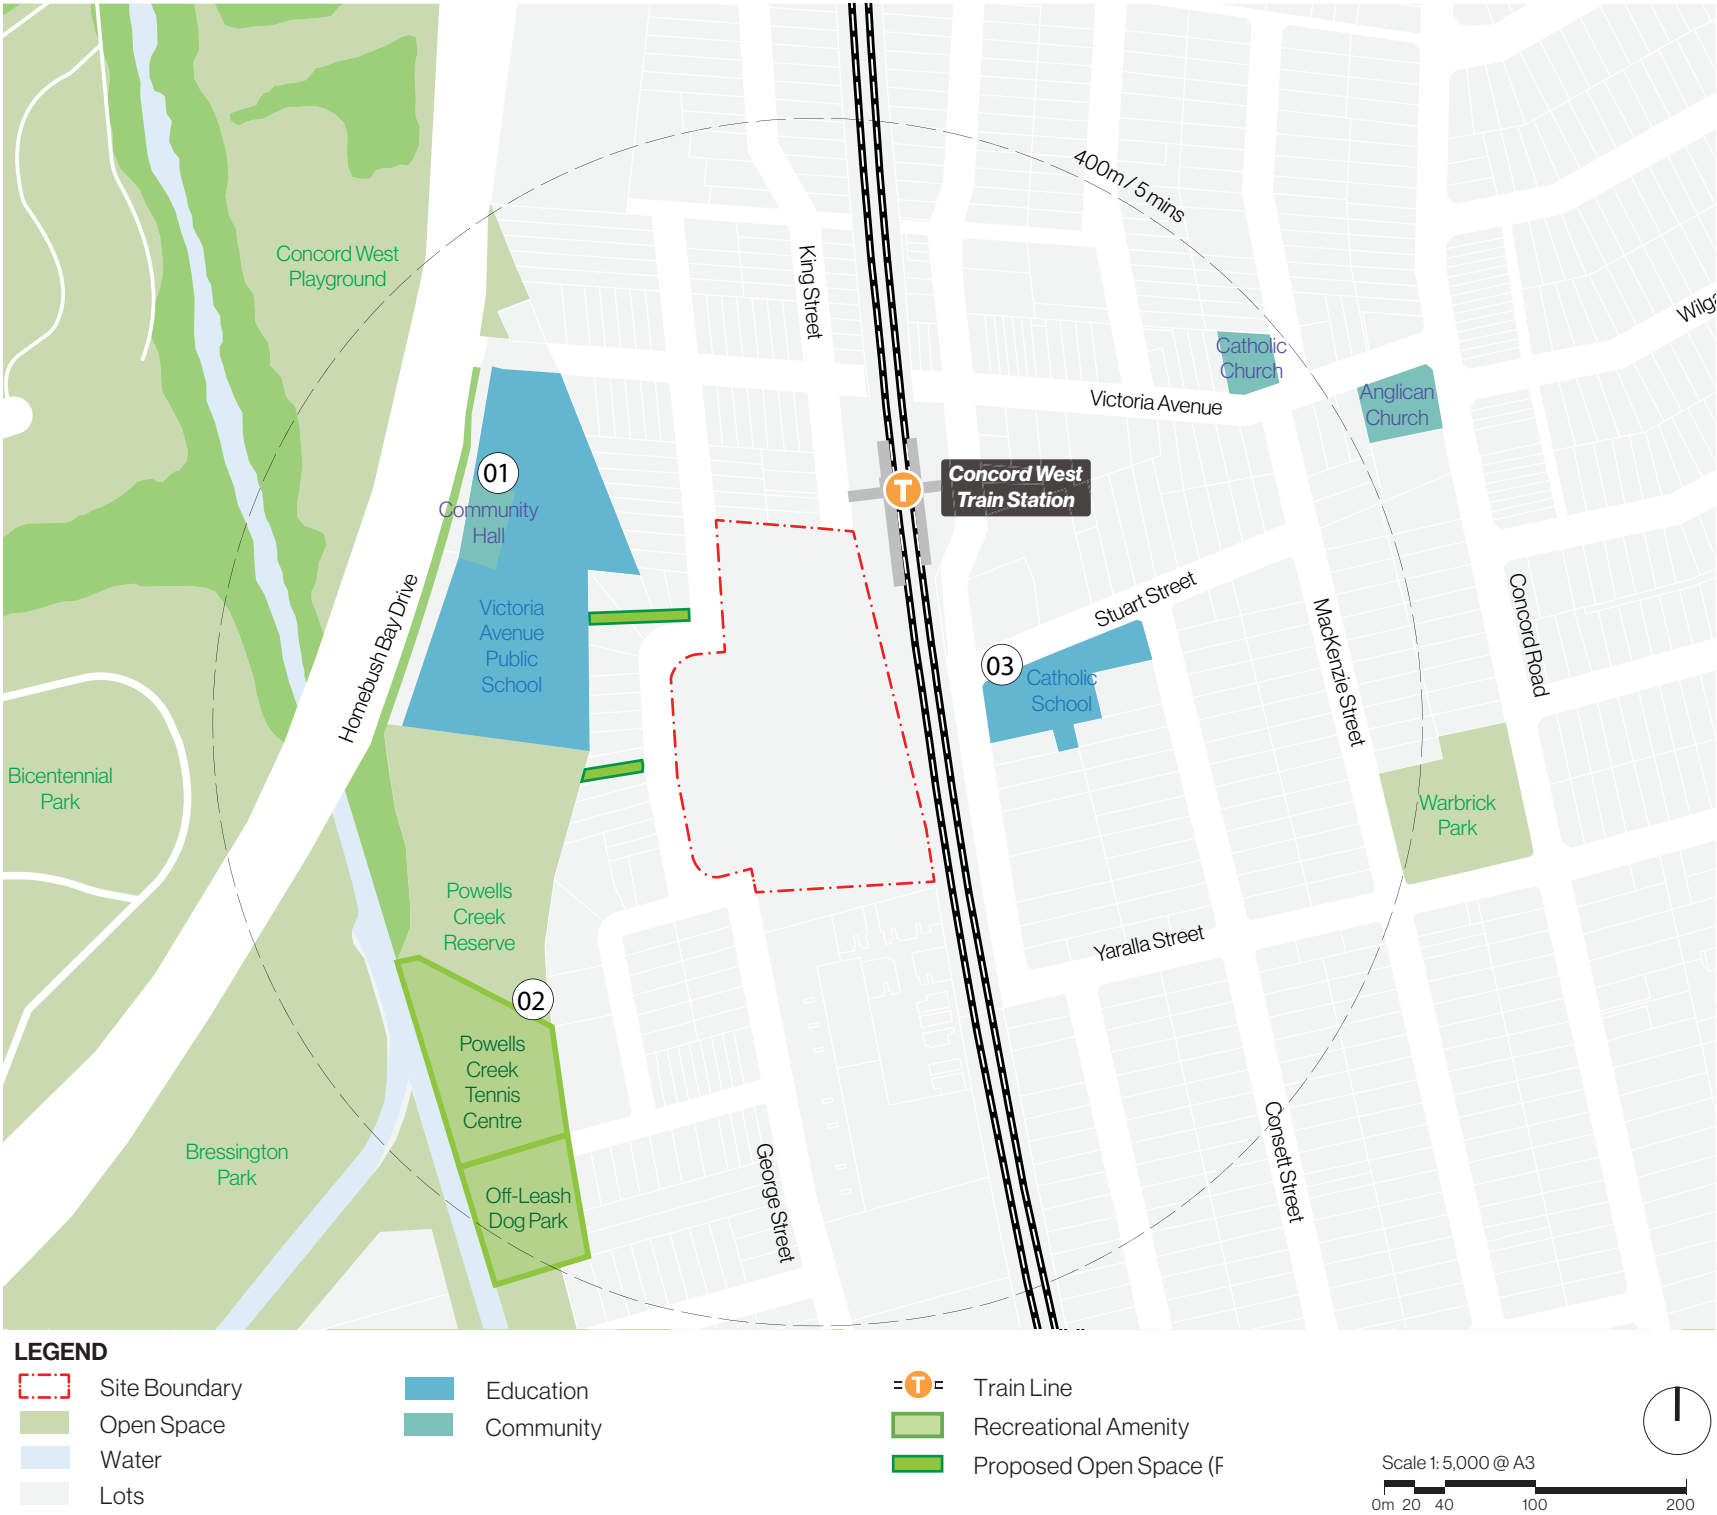 400m / 5 mins
Concord West
Playground
King Street
Wilga
Catholic
Church
Anglican
Church
Victoria Avenue
01
Community
Hall
T
Concord West
Train Station
Homebush Bay Drive
Victoria
Avenue
Public
School
Stuart Street
MacKenzie Street
Concord Road
03
Catholic
School
Bicentennial
Park
Warbrick
Park
Powells
Creek
Reserve
Yaralla Street
02
Powells
Creek
Tennis
Centre
Bressington
Park
Off-Leash
Dog Park
George Street
Consett Street
LEGEND
Site Boundary
Open Space
Water
Lots
Education
Community
T
Train Line
Recreational Amenity
Proposed Open Space (
Scale 1: 5,000 @ A3
0m 20 40 100 200